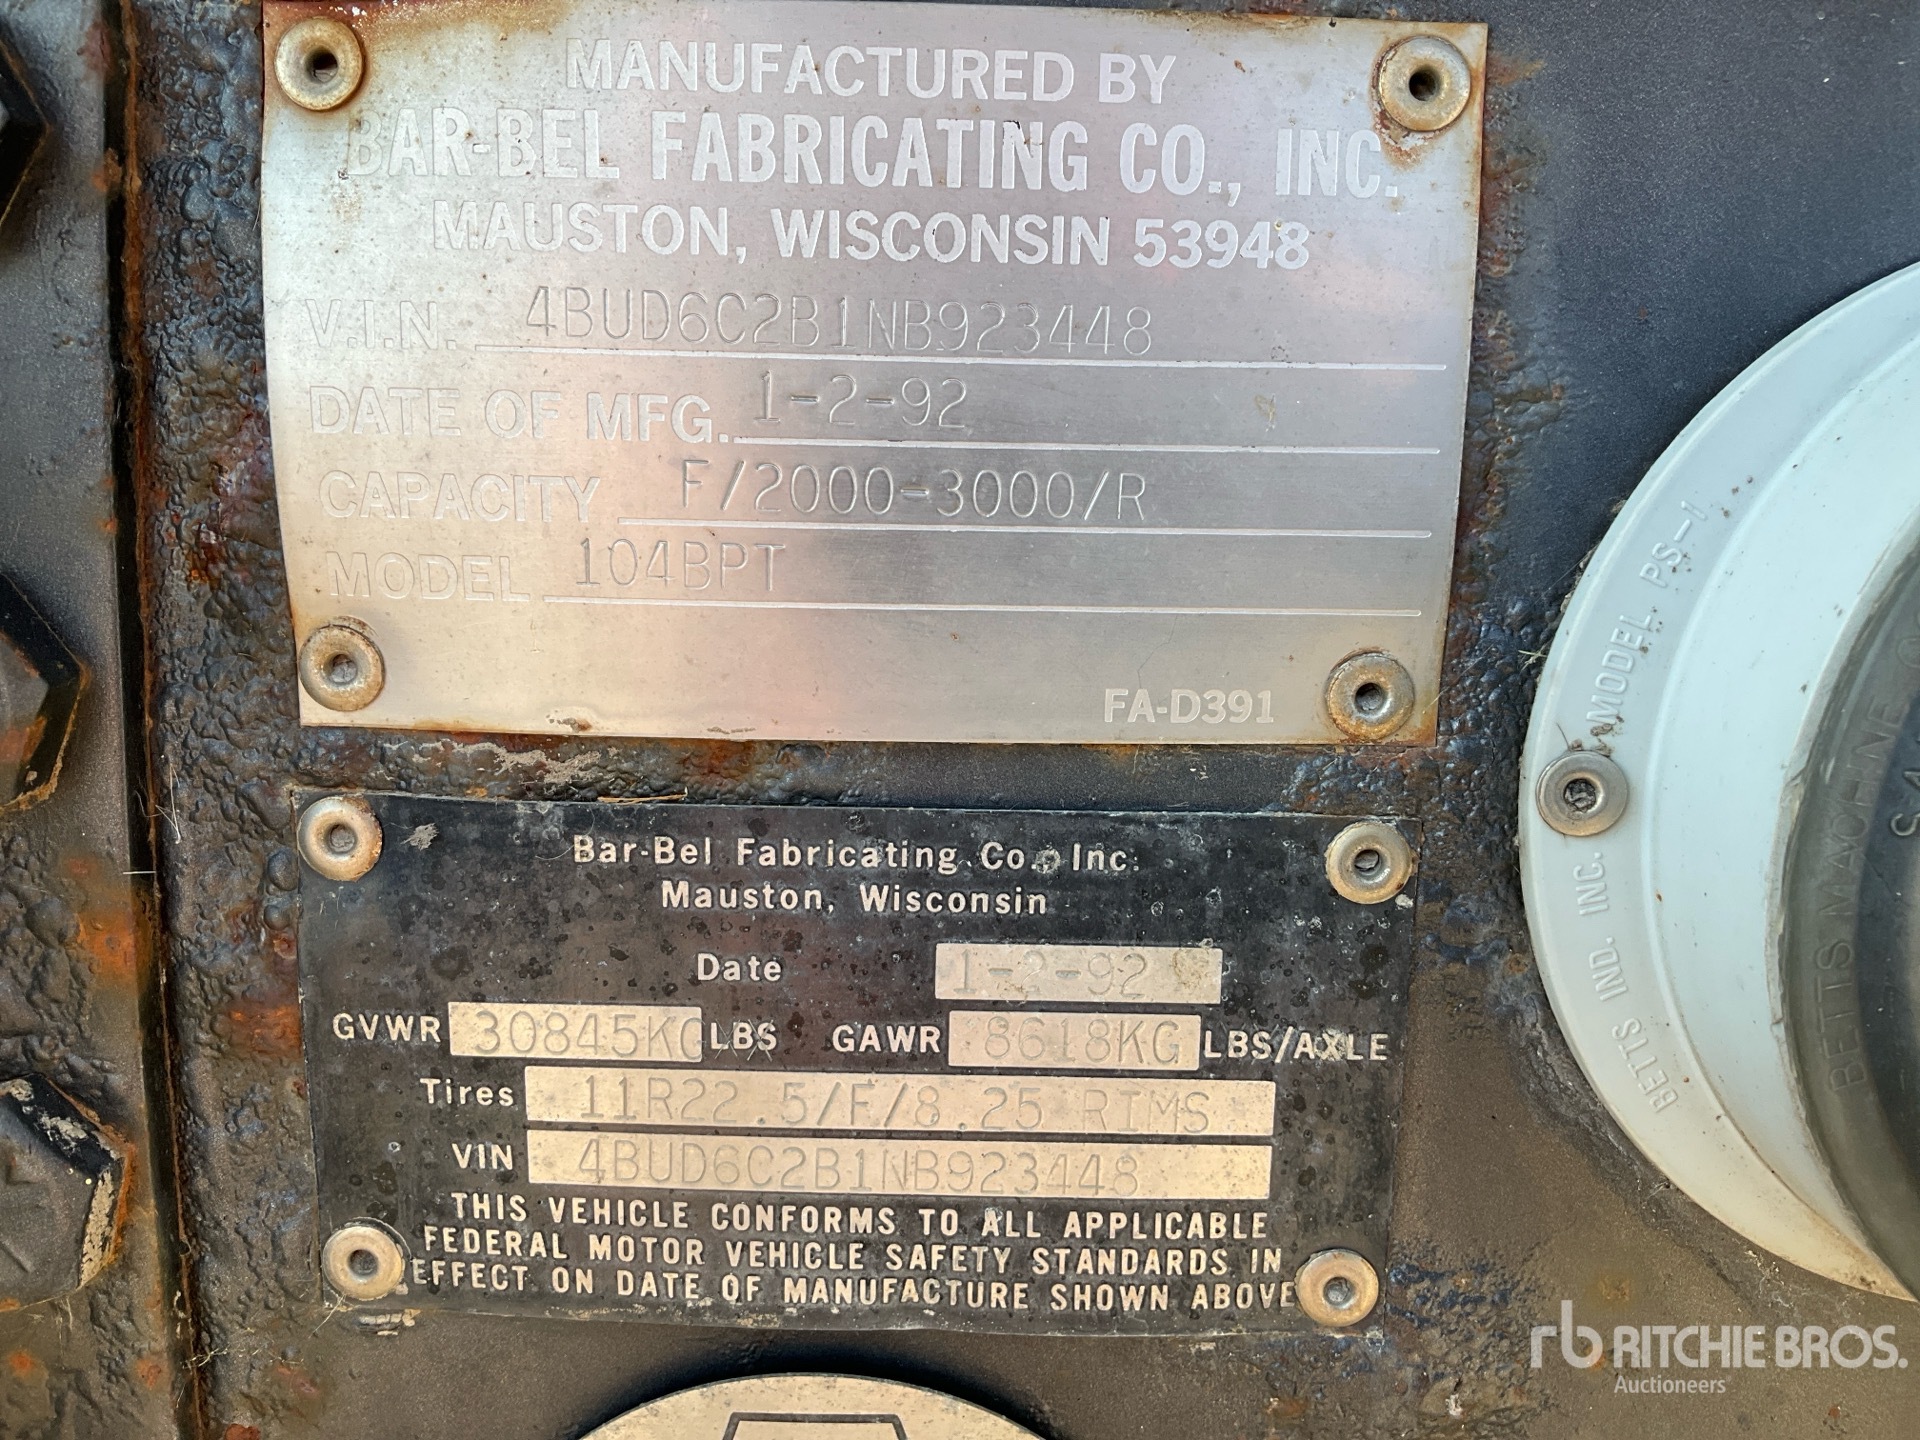 MANUFACTURED BY
BAR-BEL FABRICATING CO., INC.
MAUSTON, WISCONSIN 53948
V.I.N. 4BUD6C2B1NB923448
DATE OF MFG. 1-2-92
CAPACITY F/2000-3000/R
MODEL 104BPT
FA-D391
Bar-Bel Fabricating Co., Inc.
Mauston, Wisconsin
Date 1-2-92
GVWR 30845KG LBS GAWR 8618KG LBS/AXLE
Tires 11R22.5/F/8.25 RIMS
VIN 4BUD6C2B1NB923448
THIS VEHICLE CONFORMS TO ALL APPLICABLE
FEDERAL MOTOR VEHICLE SAFETY STANDARDS IN
EFFECT ON DATE OF MANUFACTURE SHOWN ABOVE
BETTS IND. INC. MODEL PS-1
BETTS MACHINE
rb RITCHIE BROS.
Auctioneers